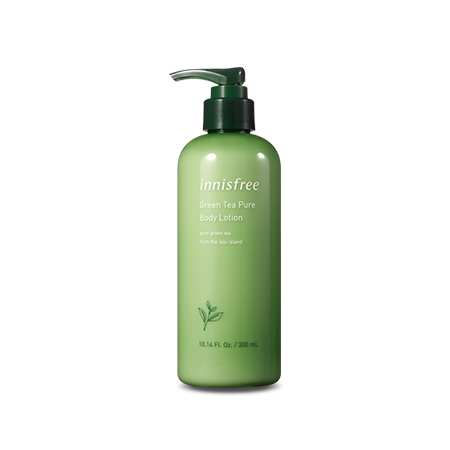 innisfree
Green Tea Pure
Body Lotion
pure green tea
from the Jeju island
10.14 Fl. Oz. / 300 mL